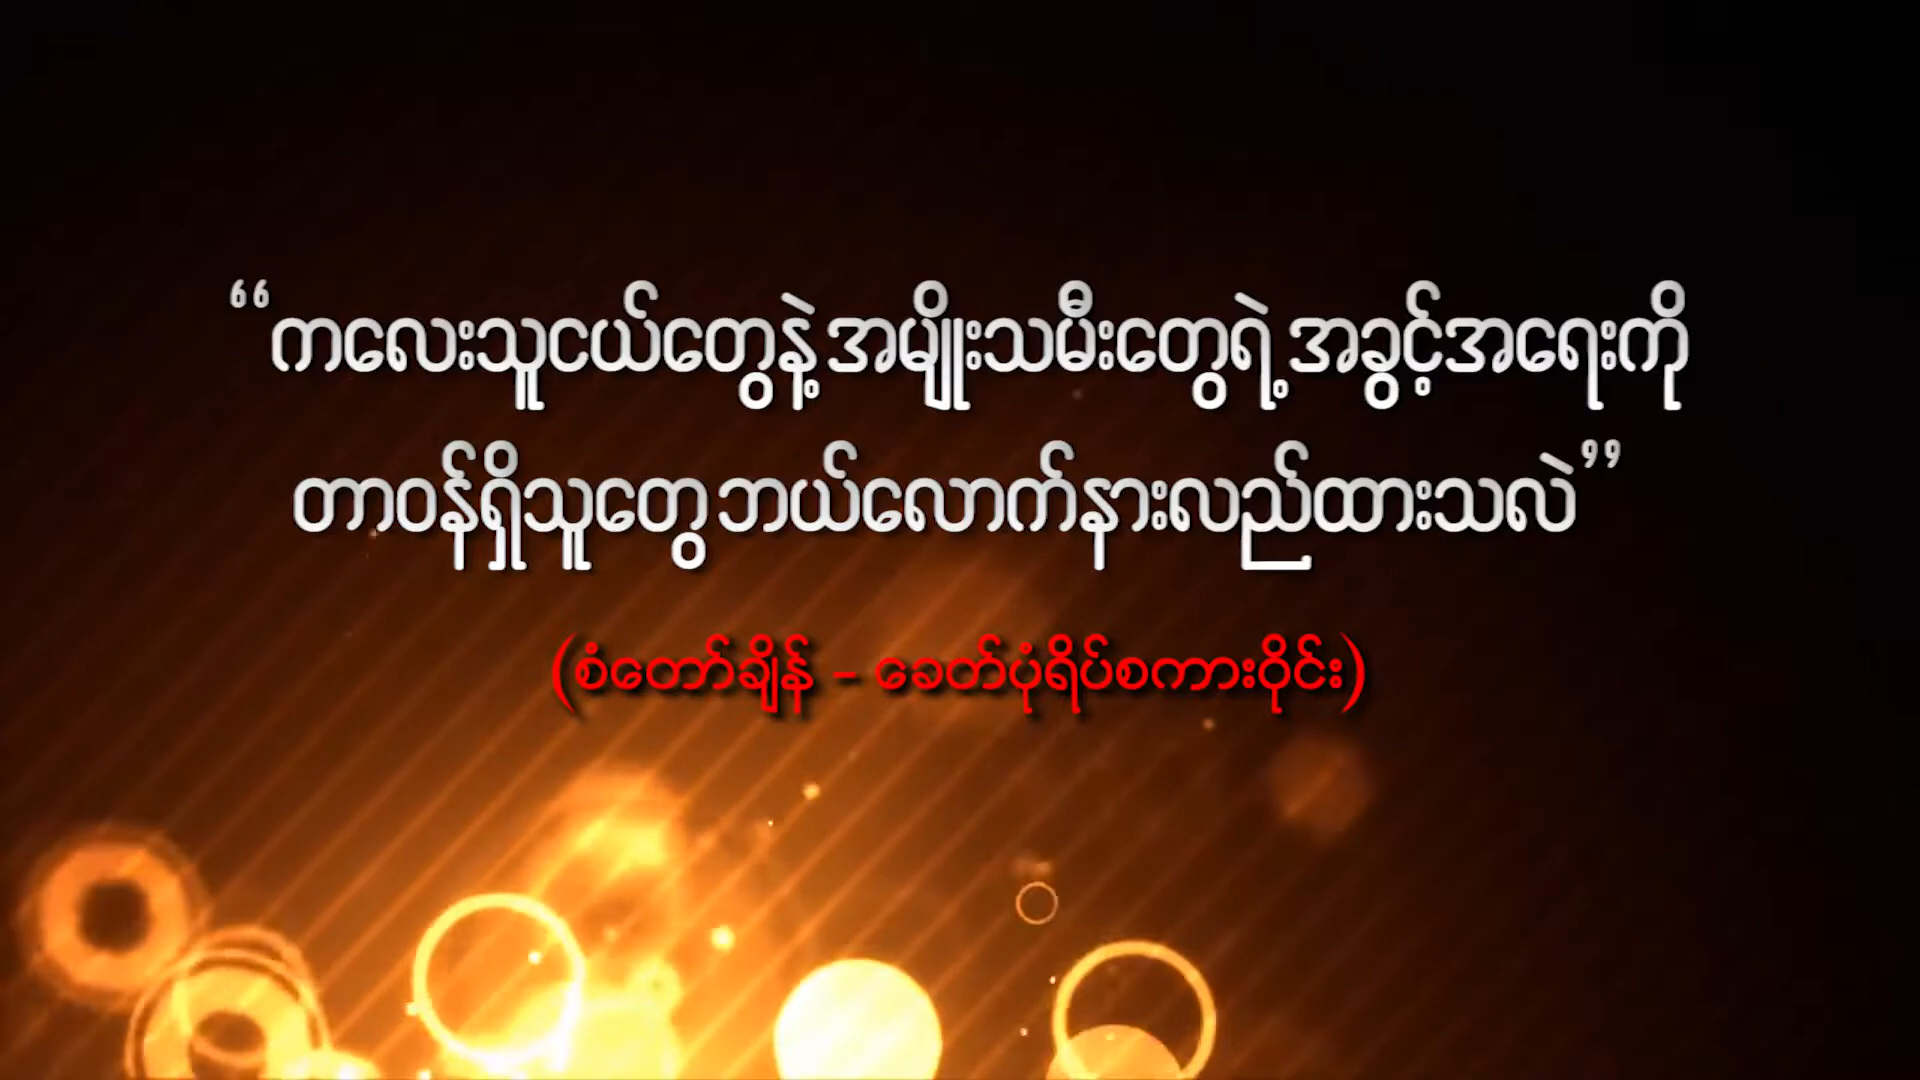 “ကလေးသူငယ်တွေနဲ့ အမျိုးသမီးတွေရဲ့ အခွင့်အရေးကို
တာဝန်ရှိသူတွေ ဘယ်လောက်နားလည်ထားသလဲ”
(စံတော်ချိန် - ခေတ်ပုံရိပ်စကားဝိုင်း)